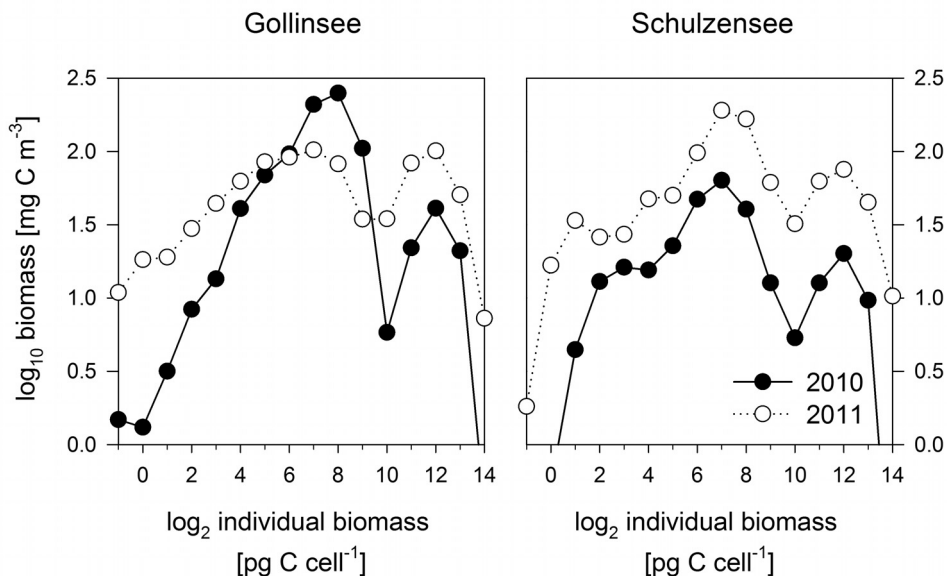 Gollinsee
Schulzensee
log10 biomass [mg C m-3]
2.5
2.0
1.5
1.0
0.5
0.0
2.5
2.0
1.5
1.0
0.5
0.0
2010
2011
0 2 4 6 8 10 12 14
0 2 4 6 8 10 12 14
log2 individual biomass
[pg C cell-1]
log2 individual biomass
[pg C cell-1]